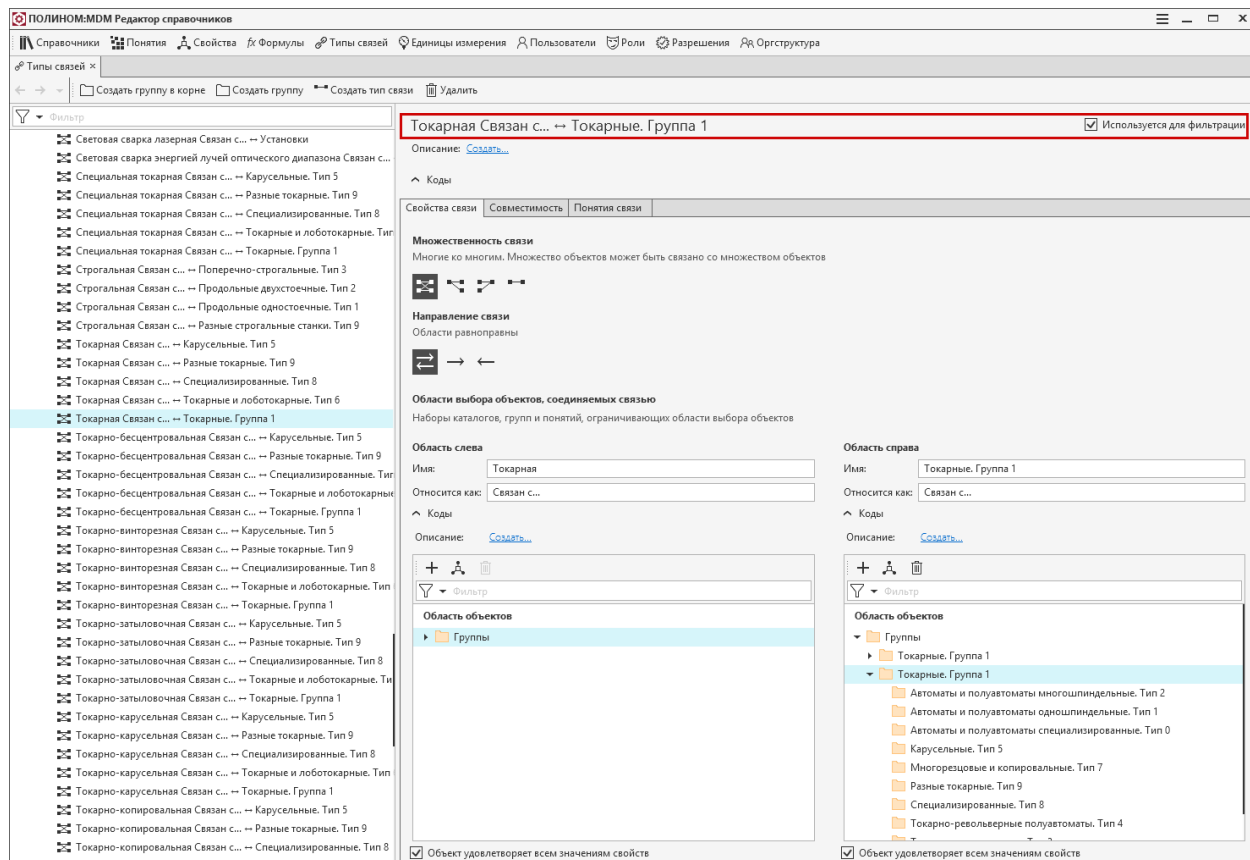 ПОЛИНОМ:MDM Редактор справочников
Справочники Понятия Свойства fx Формулы Типы связей Единицы измерения Пользователи Роли Разрешения Оргструктура
Типы связей ×
Создать группу в корне Создать группу Создать тип связи Удалить
Фильтр
Световая сварка лазерная Связан с... ↔ Установки
Световая сварка энергией лучей оптического диапазона Связан с...
Специальная токарная Связан с... ↔ Карусельные. Тип 5
Специальная токарная Связан с... ↔ Разные токарные. Тип 9
Специальная токарная Связан с... ↔ Специализированные. Тип 8
Специальная токарная Связан с... ↔ Токарные и лоботокарные. Тип
Специальная токарная Связан с... ↔ Токарные. Группа 1
Строгальная Связан с... ↔ Поперечно-строгальные. Тип 3
Строгальная Связан с... ↔ Продольные двухстоечные. Тип 2
Строгальная Связан с... ↔ Продольные одностоечные. Тип 1
Строгальная Связан с... ↔ Разные строгальные станки. Тип 9
Токарная Связан с... ↔ Карусельные. Тип 5
Токарная Связан с... ↔ Разные токарные. Тип 9
Токарная Связан с... ↔ Специализированные. Тип 8
Токарная Связан с... ↔ Токарные и лоботокарные. Тип 6
Токарная Связан с... ↔ Токарные. Группа 1
Токарно-бесцентровальная Связан с... ↔ Карусельные. Тип 5
Токарно-бесцентровальная Связан с... ↔ Разные токарные. Тип 9
Токарно-бесцентровальная Связан с... ↔ Специализированные. Тип
Токарно-бесцентровальная Связан с... ↔ Токарные и лоботокарные
Токарно-бесцентровальная Связан с... ↔ Токарные. Группа 1
Токарно-винторезная Связан с... ↔ Карусельные. Тип 5
Токарно-винторезная Связан с... ↔ Разные токарные. Тип 9
Токарно-винторезная Связан с... ↔ Специализированные. Тип 8
Токарно-винторезная Связан с... ↔ Токарные и лоботокарные. Тип
Токарно-винторезная Связан с... ↔ Токарные. Группа 1
Токарно-затыловочная Связан с... ↔ Карусельные. Тип 5
Токарно-затыловочная Связан с... ↔ Разные токарные. Тип 9
Токарно-затыловочная Связан с... ↔ Специализированные. Тип 8
Токарно-затыловочная Связан с... ↔ Токарные и лоботокарные. Ти
Токарно-затыловочная Связан с... ↔ Токарные. Группа 1
Токарно-карусельная Связан с... ↔ Карусельные. Тип 5
Токарно-карусельная Связан с... ↔ Разные токарные. Тип 9
Токарно-карусельная Связан с... ↔ Специализированные. Тип 8
Токарно-карусельная Связан с... ↔ Токарные и лоботокарные. Тип
Токарно-карусельная Связан с... ↔ Токарные. Группа 1
Токарно-копировальная Связан с... ↔ Карусельные. Тип 5
Токарно-копировальная Связан с... ↔ Разные токарные. Тип 9
Токарно-копировальная Связан с... ↔ Специализированные. Тип 8
Токарная Связан с... ↔ Токарные. Группа 1
Используется для фильтрации
Описание: Создать...
Коды
Свойства связи Совместимость Понятия связи
Множественность связи
Многие ко многим. Множество объектов может быть связано со множеством объектов
Направление связи
Области равноправны
Области выбора объектов, соединяемых связью
Наборы каталогов, групп и понятий, ограничивающих области выбора объектов
Область слева
Имя: Токарная
Относится как: Связан с...
Коды
Описание: Создать...
Фильтр
Область объектов
Группы
Объект удовлетворяет всем значениям свойств
Область справа
Имя: Токарные. Группа 1
Относится как: Связан с...
Коды
Описание: Создать...
Фильтр
Область объектов
Группы
Токарные. Группа 1
Токарные. Группа 1
Автоматы и полуавтоматы многошпиндельные. Тип 2
Автоматы и полуавтоматы одношпиндельные. Тип 1
Автоматы и полуавтоматы специализированные. Тип 0
Карусельные. Тип 5
Многорезцовые и копировальные. Тип 7
Разные токарные. Тип 9
Специализированные. Тип 8
Токарно-револьверные полуавтоматы. Тип 4
Объект удовлетворяет всем значениям свойств